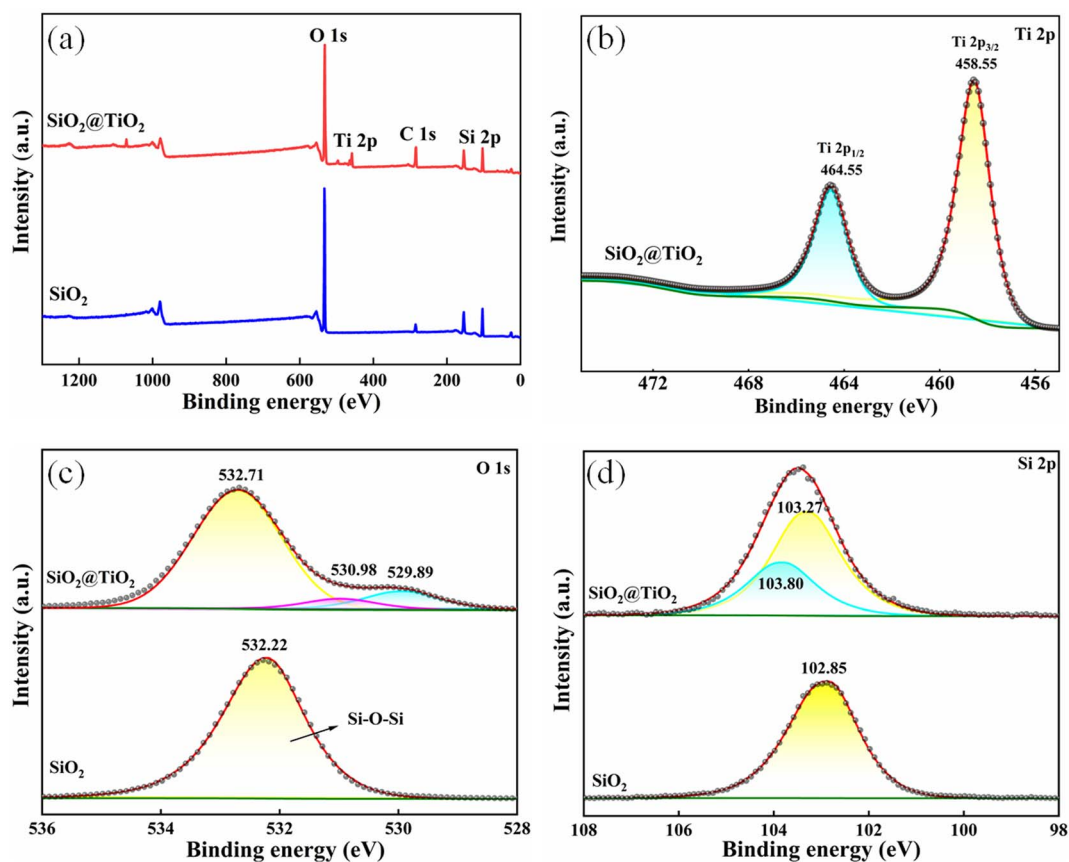 (a)
O 1s
SiO₂@TiO₂
Ti 2p
C 1s
Si 2p
SiO₂
Intensity (a.u.)
1200 1000 800 600 400 200 0
Binding energy (eV)
(b)
Ti 2p
Ti 2p₃/₂
458.55
Ti 2p₁/₂
464.55
SiO₂@TiO₂
Intensity (a.u.)
472 468 464 460 456
Binding energy (eV)
(c)
O 1s
532.71
530.98
529.89
SiO₂@TiO₂
532.22
Si-O-Si
SiO₂
Intensity (a.u.)
536 534 532 530 528
Binding energy (eV)
(d)
Si 2p
103.27
103.80
SiO₂@TiO₂
102.85
SiO₂
Intensity (a.u.)
108 106 104 102 100 98
Binding energy (eV)